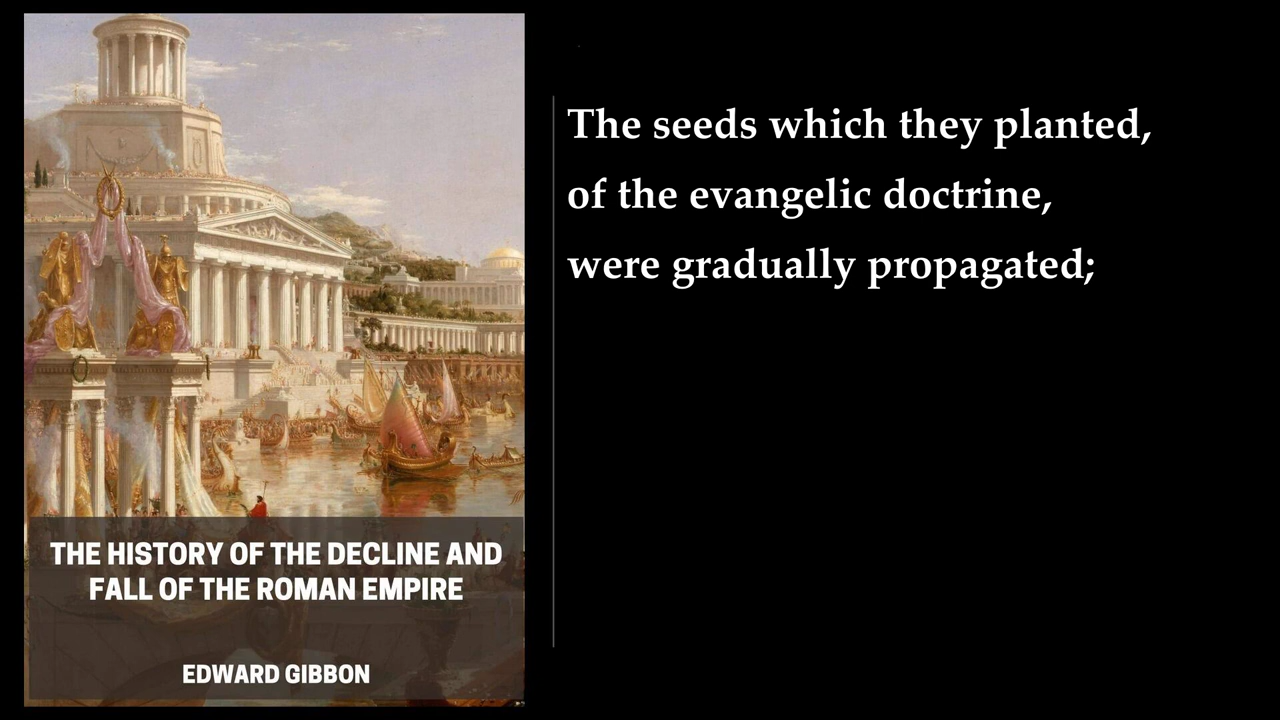 THE HISTORY OF THE DECLINE AND
FALL OF THE ROMAN EMPIRE
EDWARD GIBBON
The seeds which they planted,
of the evangelic doctrine,
were gradually propagated;